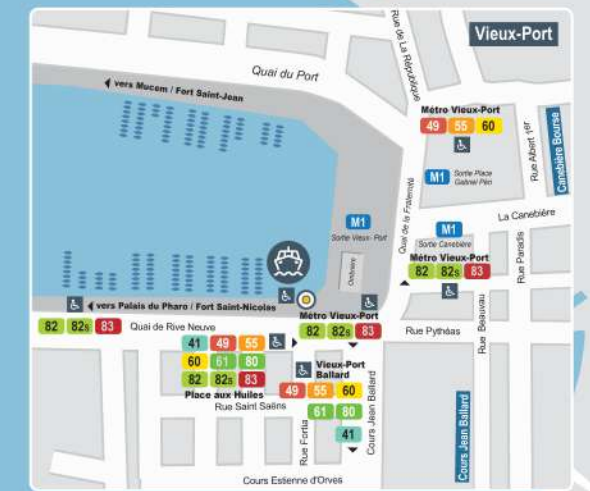 Vieux-Port
Quai du Port
Rue de La République
vers Mucem / Fort Saint-Jean
Métro Vieux-Port
49 55 60
Rue Albert 1er
Canebière Bourse
M1
Sortie Place
Gabriel Péri
Quai de la Fraternité
La Canebière
M1
Sortie Vieux-Port
M1
Sortie Canebière
Métro Vieux-Port
82 82s 83
Rue Paradis
Ombrière
vers Palais du Pharo / Fort Saint-Nicolas
82 82s 83
Quai de Rive Neuve
Métro Vieux-Port
82 82s 83
Rue Pythéas
Rue Beauvau
41 49 55
60 61 80
82 82s 83
Place aux Huiles
Rue Saint Saëns
Vieux-Port
Ballard
49 55 60
61 80
41
Rue Fortia
Cours Jean Ballard
Cours Jean Ballard
Cours Estienne d'Orves